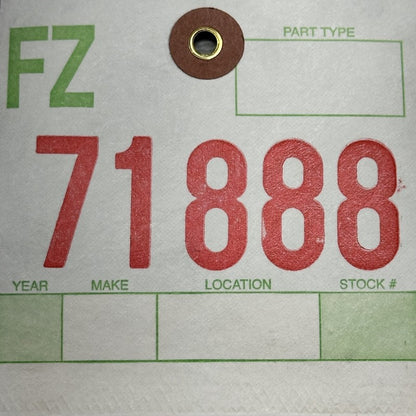 FZ
PART TYPE
71888
YEAR MAKE LOCATION STOCK #